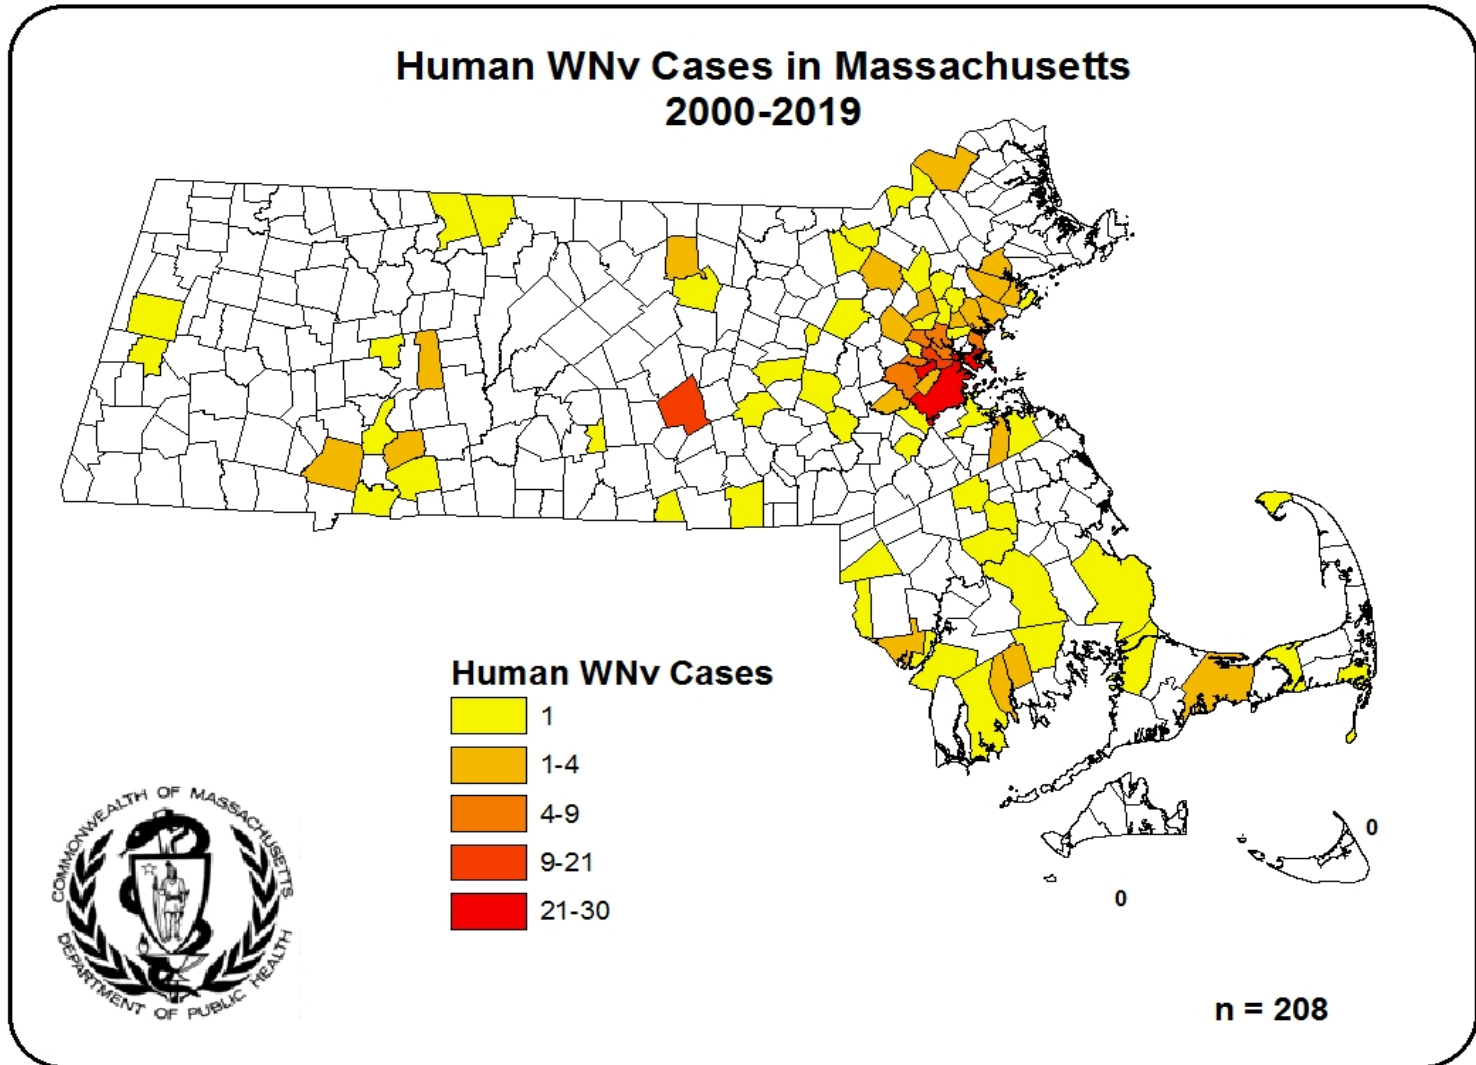 Human WNv Cases in Massachusetts
2000-2019
Human WNv Cases
1
1-4
4-9
9-21
21-30
0
0
COMMONWEALTH OF MASSACHUSETTS
DEPARTMENT OF PUBLIC HEALTH
n = 208